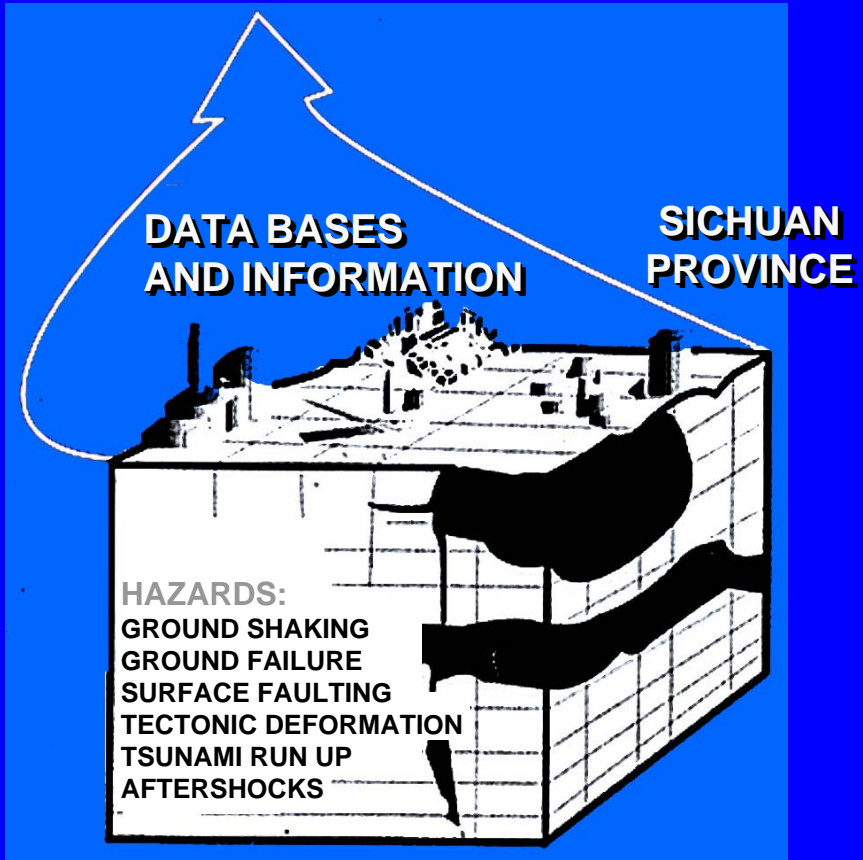 DATA BASES
AND INFORMATION
SICHUAN
PROVINCE
HAZARDS:
GROUND SHAKING
GROUND FAILURE
SURFACE FAULTING
TECTONIC DEFORMATION
TSUNAMI RUN UP
AFTERSHOCKS